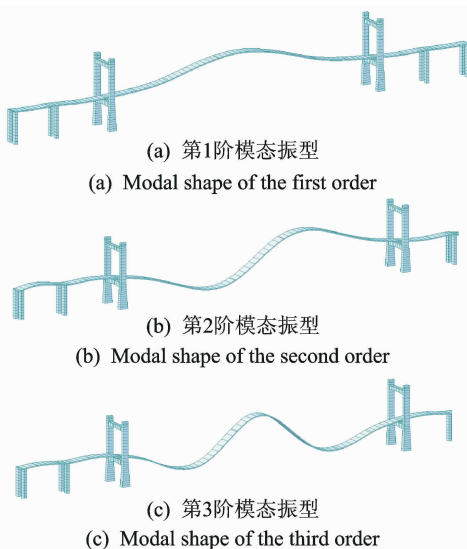 (a) 第1阶模态振型
(a) Modal shape of the first order
(b) 第2阶模态振型
(b) Modal shape of the second order
(c) 第3阶模态振型
(c) Modal shape of the third order